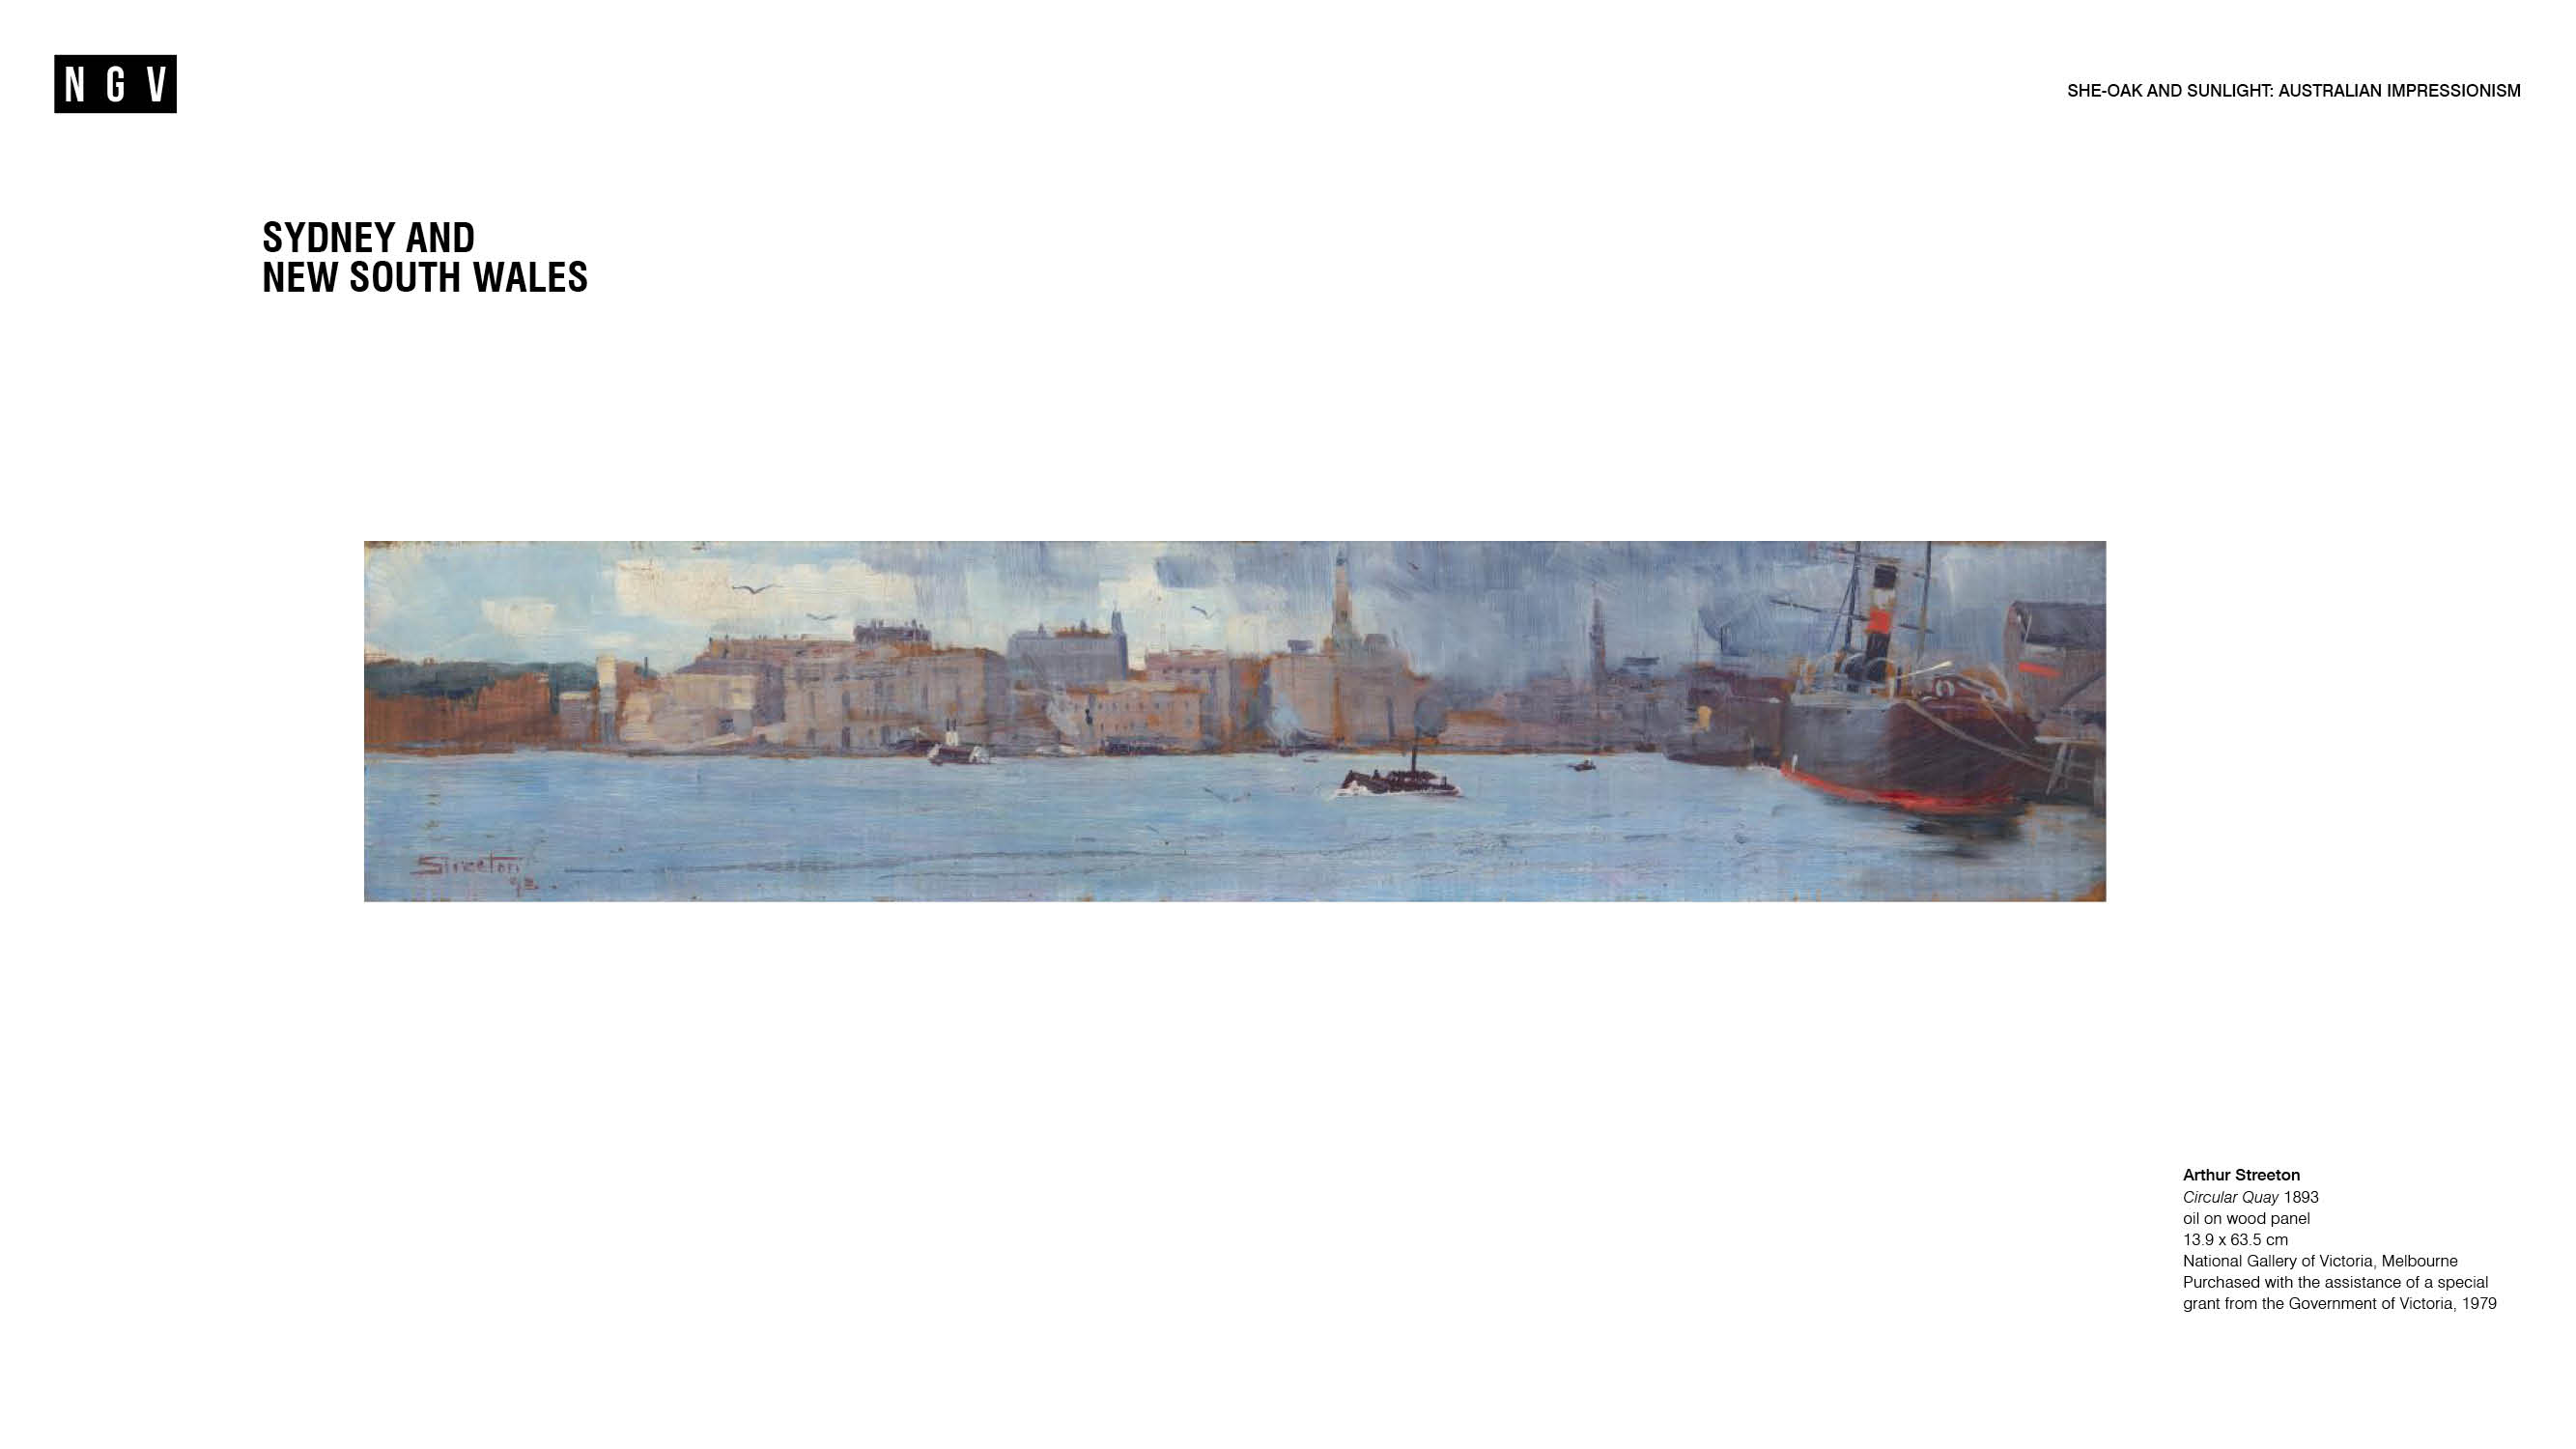 NGV
SHE-OAK AND SUNLIGHT: AUSTRALIAN IMPRESSIONISM
SYDNEY AND
NEW SOUTH WALES
Streeton
Arthur Streeton
Circular Quay 1893
oil on wood panel
13.9 x 63.5 cm
National Gallery of Victoria, Melbourne
Purchased with the assistance of a special
grant from the Government of Victoria, 1979